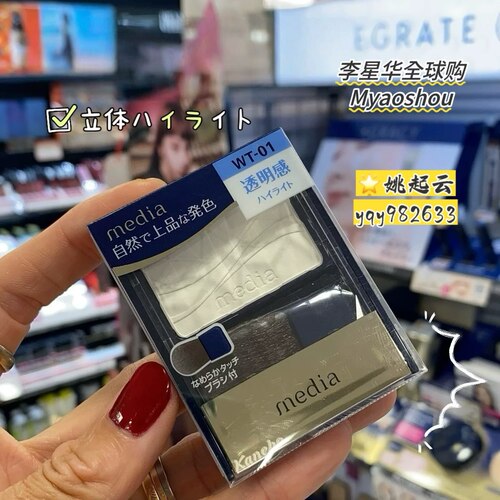 EGRATE
李星华全球购
Myaoshou
☑立体ハイライト
⭐姚起云
yqy982633
WT-01
透明感
ハイライト
media
自然で上品な発色
media
なめらかタッチ
ブラシ付
media
Kanebo